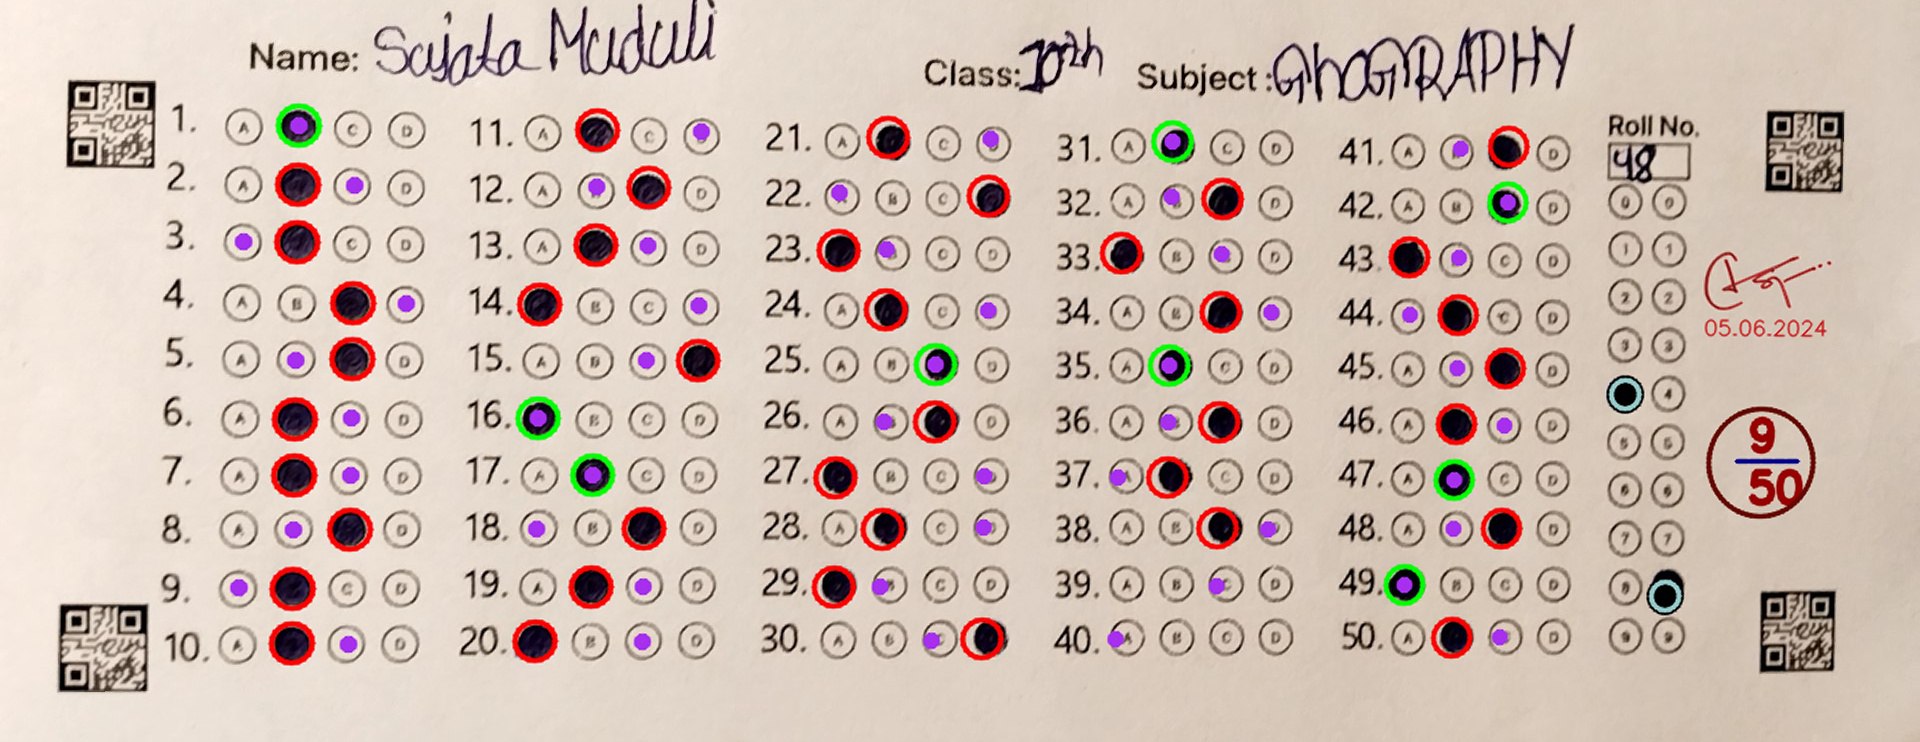 Name: Sujata Muduli
Class: 10th
Subject: GhOGRAPHY
1. A C D
2. A D
3. C D
4. A B
5. A D
6. A D
7. A D
8. A D
9. C D
10. A D
11. A C
12. A D
13. A D
14. B C
15. A B
16. B C D
17. A C D
18. B D
19. A D
20. B D
21. A C
22. B C
23. C D
24. A C
25. A B D
26. A D
27. B C
28. A C
29. C D
30. A B
31. A C D
32. A D
33. B D
34. A B
35. A C D
36. A D
37. C D
38. A B
39. A B D
40. A B C D
41. A D
42. A B D
43. C D
44. C D
45. A D
46. A D
47. A C D
48. A D
49. B C D
50. A D
Roll No.
48
0 0
1 1
2 2
3 3
4
5 5
6 6
7 7
8
9 9
05.06.2024
9
50